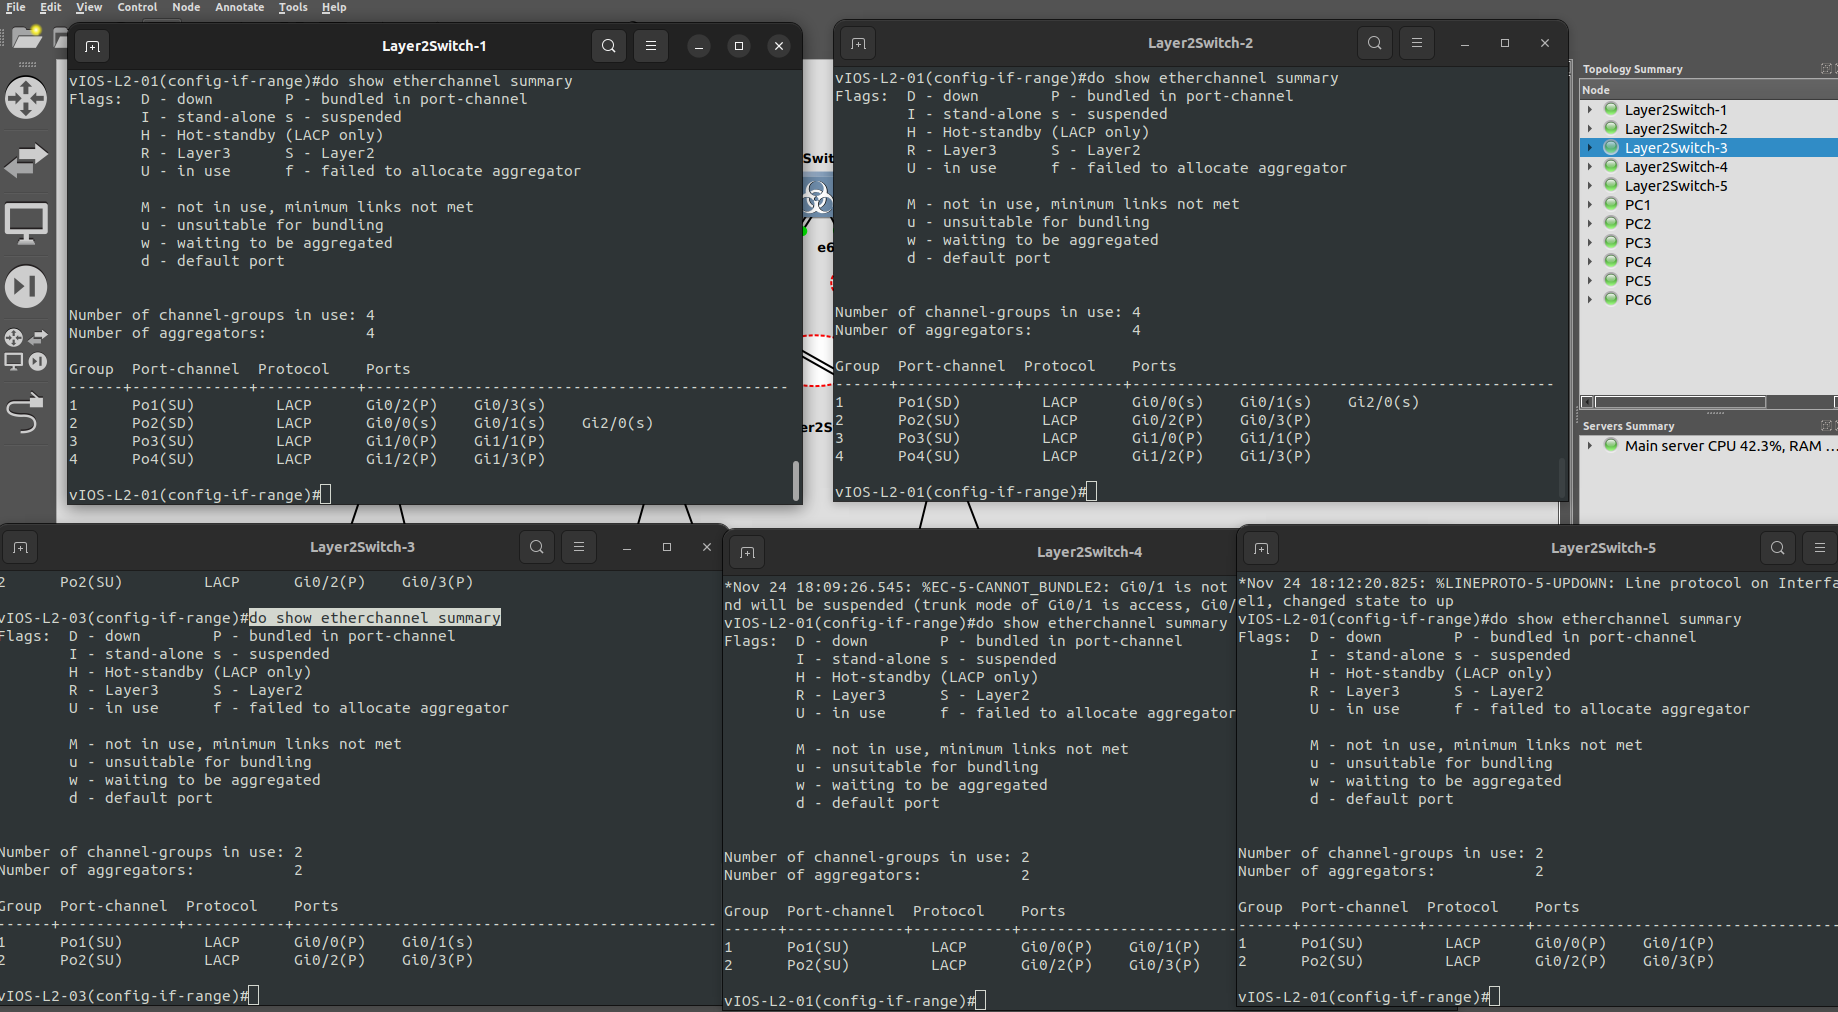 File Edit View Control Node Annotate Tools Help
Layer2Switch-1
vIOS-L2-01(config-if-range)#do show etherchannel summary
Flags:  D - down        P - bundled in port-channel
        I - stand-alone s - suspended
        H - Hot-standby (LACP only)
        R - Layer3      S - Layer2
        U - in use      f - failed to allocate aggregator
        M - not in use, minimum links not met
        u - unsuitable for bundling
        w - waiting to be aggregated
        d - default port
Number of channel-groups in use: 4
Number of aggregators:           4
Group  Port-channel  Protocol    Ports
------+-------------+-----------+-----------------------------------------------
1      Po1(SU)         LACP      Gi0/2(P)    Gi0/3(s)
2      Po2(SD)         LACP      Gi0/0(s)    Gi0/1(s)    Gi2/0(s)
3      Po3(SU)         LACP      Gi1/0(P)    Gi1/1(P)
4      Po4(SU)         LACP      Gi1/2(P)    Gi1/3(P)
vIOS-L2-01(config-if-range)#
Swit
e6
er2S
Layer2Switch-2
vIOS-L2-01(config-if-range)#do show etherchannel summary
Flags:  D - down        P - bundled in port-channel
        I - stand-alone s - suspended
        H - Hot-standby (LACP only)
        R - Layer3      S - Layer2
        U - in use      f - failed to allocate aggregator
        M - not in use, minimum links not met
        u - unsuitable for bundling
        w - waiting to be aggregated
        d - default port
Number of channel-groups in use: 4
Number of aggregators:           4
Group  Port-channel  Protocol    Ports
------+-------------+-----------+-----------------------------------------------
1      Po1(SD)         LACP      Gi0/0(s)    Gi0/1(s)    Gi2/0(s)
2      Po2(SU)         LACP      Gi0/2(P)    Gi0/3(P)
3      Po3(SU)         LACP      Gi1/0(P)    Gi1/1(P)
4      Po4(SU)         LACP      Gi1/2(P)    Gi1/3(P)
vIOS-L2-01(config-if-range)#
Topology Summary
Node
Layer2Switch-1
Layer2Switch-2
Layer2Switch-3
Layer2Switch-4
Layer2Switch-5
PC1
PC2
PC3
PC4
PC5
PC6
Servers Summary
Main server CPU 42.3%, RAM ...
Layer2Switch-3
2      Po2(SU)         LACP      Gi0/2(P)    Gi0/3(P)
vIOS-L2-03(config-if-range)#do show etherchannel summary
Flags:  D - down        P - bundled in port-channel
        I - stand-alone s - suspended
        H - Hot-standby (LACP only)
        R - Layer3      S - Layer2
        U - in use      f - failed to allocate aggregator
        M - not in use, minimum links not met
        u - unsuitable for bundling
        w - waiting to be aggregated
        d - default port
Number of channel-groups in use: 2
Number of aggregators:           2
Group  Port-channel  Protocol    Ports
------+-------------+-----------+-----------------------------------------------
1      Po1(SU)         LACP      Gi0/0(P)    Gi0/1(s)
2      Po2(SU)         LACP      Gi0/2(P)    Gi0/3(P)
vIOS-L2-03(config-if-range)#
Layer2Switch-4
*Nov 24 18:09:26.545: %EC-5-CANNOT_BUNDLE2: Gi0/1 is not
nd will be suspended (trunk mode of Gi0/1 is access, Gi0/
vIOS-L2-01(config-if-range)#do show etherchannel summary
Flags:  D - down        P - bundled in port-channel
        I - stand-alone s - suspended
        H - Hot-standby (LACP only)
        R - Layer3      S - Layer2
        U - in use      f - failed to allocate aggregator
        M - not in use, minimum links not met
        u - unsuitable for bundling
        w - waiting to be aggregated
        d - default port
Number of channel-groups in use: 2
Number of aggregators:           2
Group  Port-channel  Protocol    Ports
------+-------------+-----------+------------
1      Po1(SU)         LACP      Gi0/0(P)    Gi0/1(P)
2      Po2(SU)         LACP      Gi0/2(P)    Gi0/3(P)
vIOS-L2-01(config-if-range)#
Layer2Switch-5
*Nov 24 18:12:20.825: %LINEPROTO-5-UPDOWN: Line protocol on Interfa
el1, changed state to up
vIOS-L2-01(config-if-range)#do show etherchannel summary
Flags:  D - down        P - bundled in port-channel
        I - stand-alone s - suspended
        H - Hot-standby (LACP only)
        R - Layer3      S - Layer2
        U - in use      f - failed to allocate aggregator
        M - not in use, minimum links not met
        u - unsuitable for bundling
        w - waiting to be aggregated
        d - default port
Number of channel-groups in use: 2
Number of aggregators:           2
Group  Port-channel  Protocol    Ports
------+-------------+-----------+----------------------------------
1      Po1(SU)         LACP      Gi0/0(P)    Gi0/1(P)
2      Po2(SU)         LACP      Gi0/2(P)    Gi0/3(P)
vIOS-L2-01(config-if-range)#